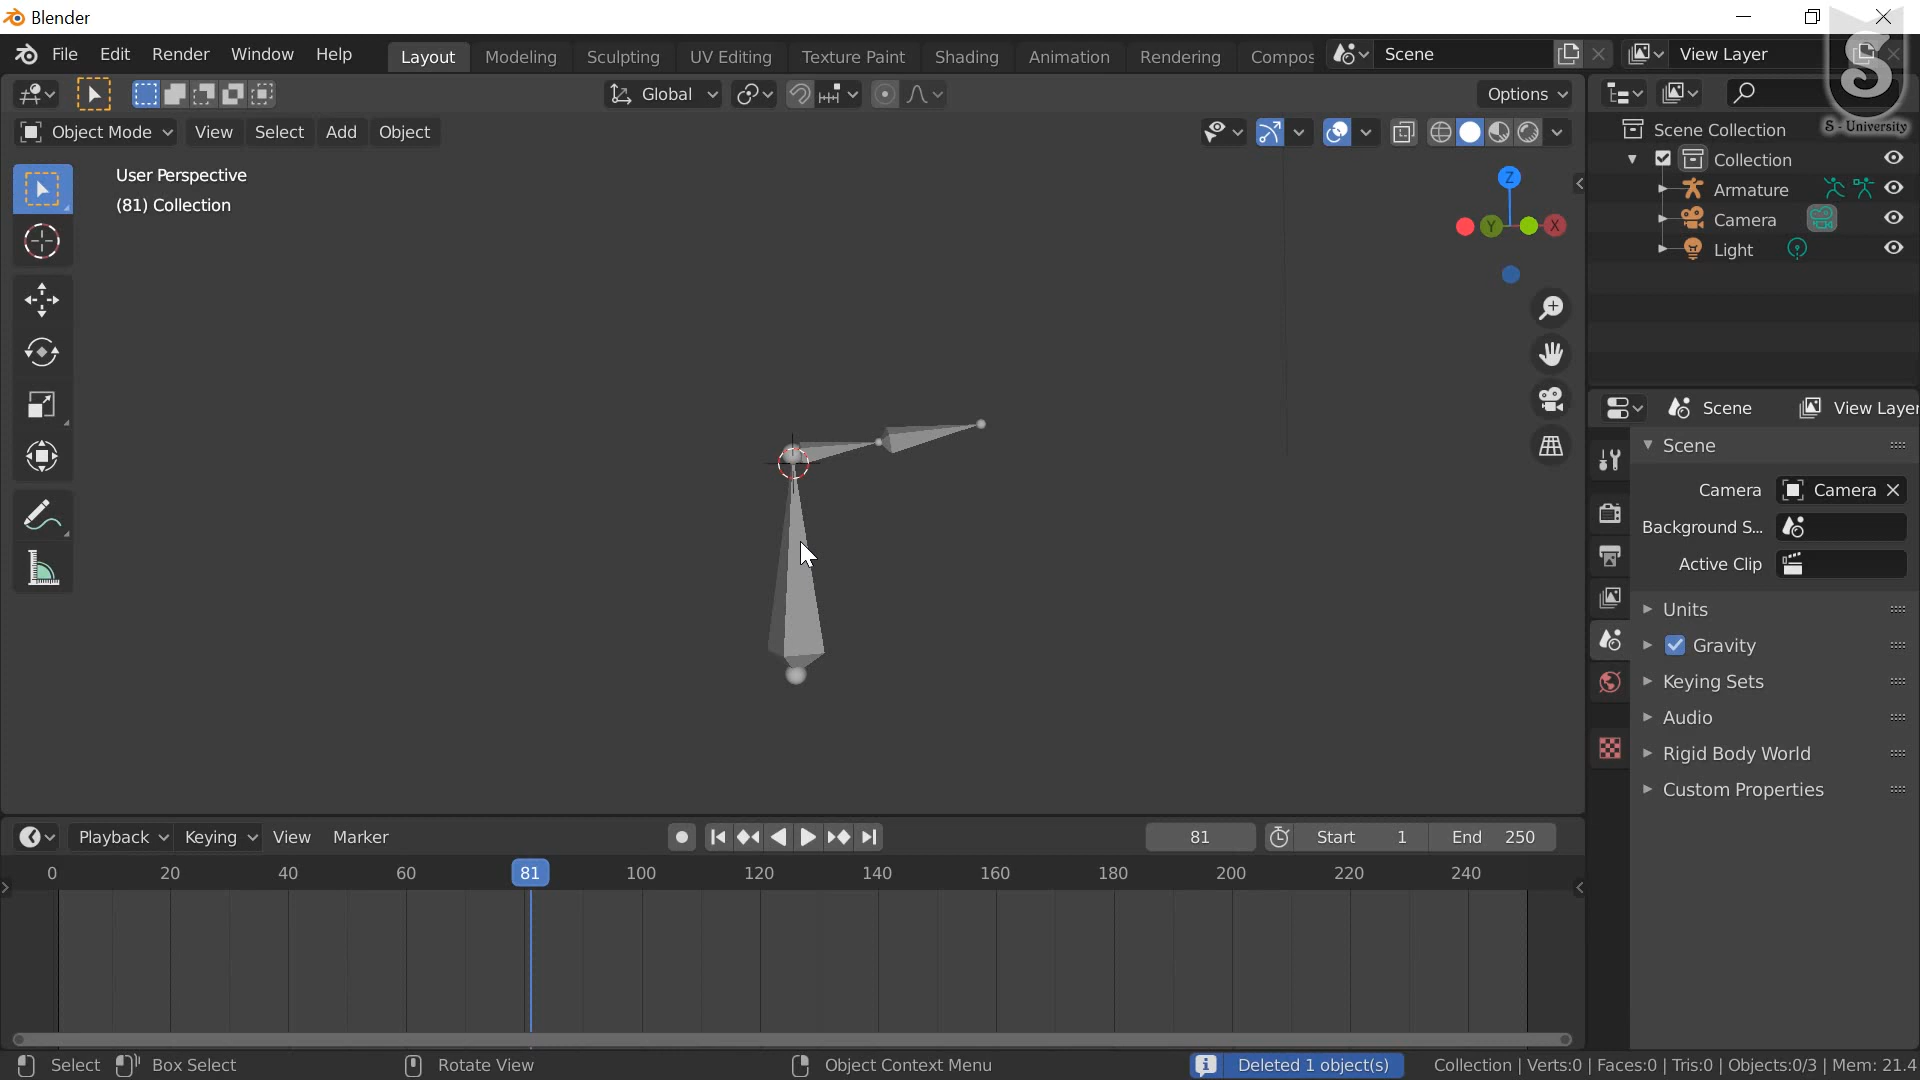 Blender
File Edit Render Window Help Layout Modeling Sculpting UV Editing Texture Paint Shading Animation Rendering Compos Scene View Layer
S - University
Global Options
Object Mode View Select Add Object
User Perspective
(81) Collection
Z
Y X
Scene Collection
Collection
Armature
Camera
Light
Scene View Layer
Scene
Camera Camera
Background S...
Active Clip
Units
Gravity
Keying Sets
Audio
Rigid Body World
Custom Properties
Playback Keying View Marker 81 Start 1 End 250
0 20 40 60 81 100 120 140 160 180 200 220 240
Select Box Select Rotate View Object Context Menu Deleted 1 object(s) Collection | Verts:0 | Faces:0 | Tris:0 | Objects:0/3 | Mem: 21.4